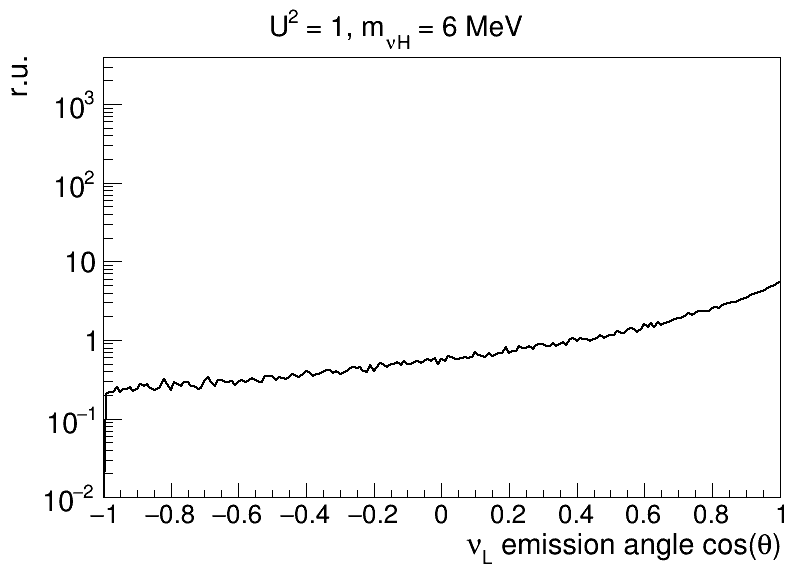 U² = 1, m_νH = 6 MeV
r.u.
10³
10²
10
1
10⁻¹
10⁻²
−1 −0.8 −0.6 −0.4 −0.2 0 0.2 0.4 0.6 0.8 1
ν_L emission angle cos(θ)